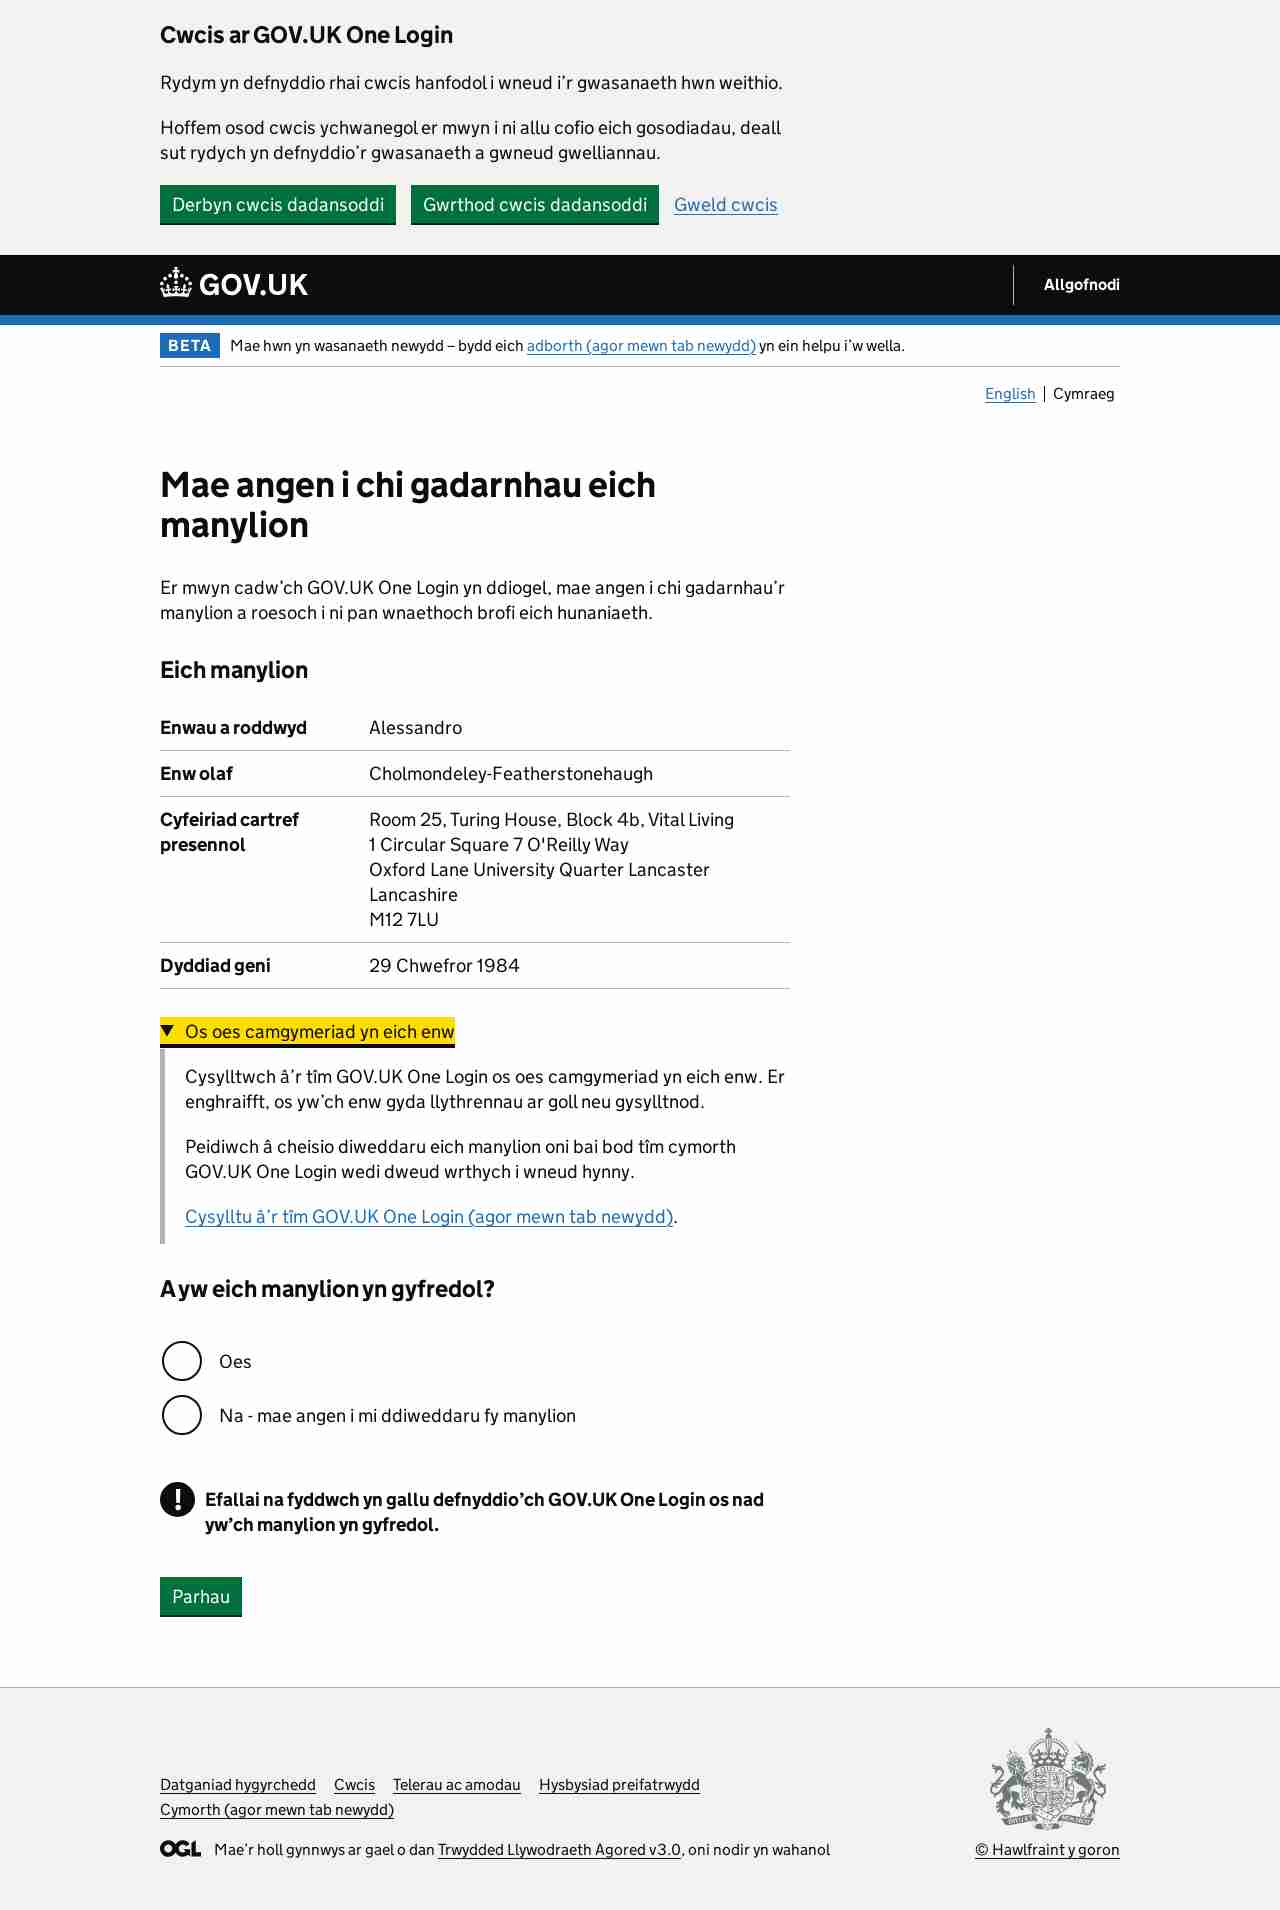 Cwcis ar GOV.UK One Login
Rydym yn defnyddio rhai cwcis hanfodol i wneud i’r gwasanaeth hwn weithio.
Hoffem osod cwcis ychwanegol er mwyn i ni allu cofio eich gosodiadau, deall
sut rydych yn defnyddio’r gwasanaeth a gwneud gwelliannau.
Derbyn cwcis dadansoddi Gwrthod cwcis dadansoddi Gweld cwcis
GOV.UK Allgofnodi
BETA Mae hwn yn wasanaeth newydd – bydd eich adborth (agor mewn tab newydd) yn ein helpu i’w wella.
English | Cymraeg
Mae angen i chi gadarnhau eich
manylion
Er mwyn cadw’ch GOV.UK One Login yn ddiogel, mae angen i chi gadarnhau’r
manylion a roesoch i ni pan wnaethoch brofi eich hunaniaeth.
Eich manylion
Enwau a roddwyd Alessandro
Enw olaf Cholmondeley-Featherstonehaugh
Cyfeiriad cartref presennol Room 25, Turing House, Block 4b, Vital Living
1 Circular Square 7 O'Reilly Way
Oxford Lane University Quarter Lancaster
Lancashire
M12 7LU
Dyddiad geni 29 Chwefror 1984
Os oes camgymeriad yn eich enw
Cysylltwch â’r tîm GOV.UK One Login os oes camgymeriad yn eich enw. Er
enghraifft, os yw’ch enw gyda llythrennau ar goll neu gysylltnod.
Peidiwch â cheisio diweddaru eich manylion oni bai bod tîm cymorth
GOV.UK One Login wedi dweud wrthych i wneud hynny.
Cysylltu â’r tîm GOV.UK One Login (agor mewn tab newydd).
A yw eich manylion yn gyfredol?
Oes
Na - mae angen i mi ddiweddaru fy manylion
! Efallai na fyddwch yn gallu defnyddio’ch GOV.UK One Login os nad
yw’ch manylion yn gyfredol.
Parhau
Datganiad hygyrchedd Cwcis Telerau ac amodau Hysbysiad preifatrwydd
Cymorth (agor mewn tab newydd)
OGL Mae’r holl gynnwys ar gael o dan Trwydded Llywodraeth Agored v3.0, oni nodir yn wahanol
© Hawlfraint y goron